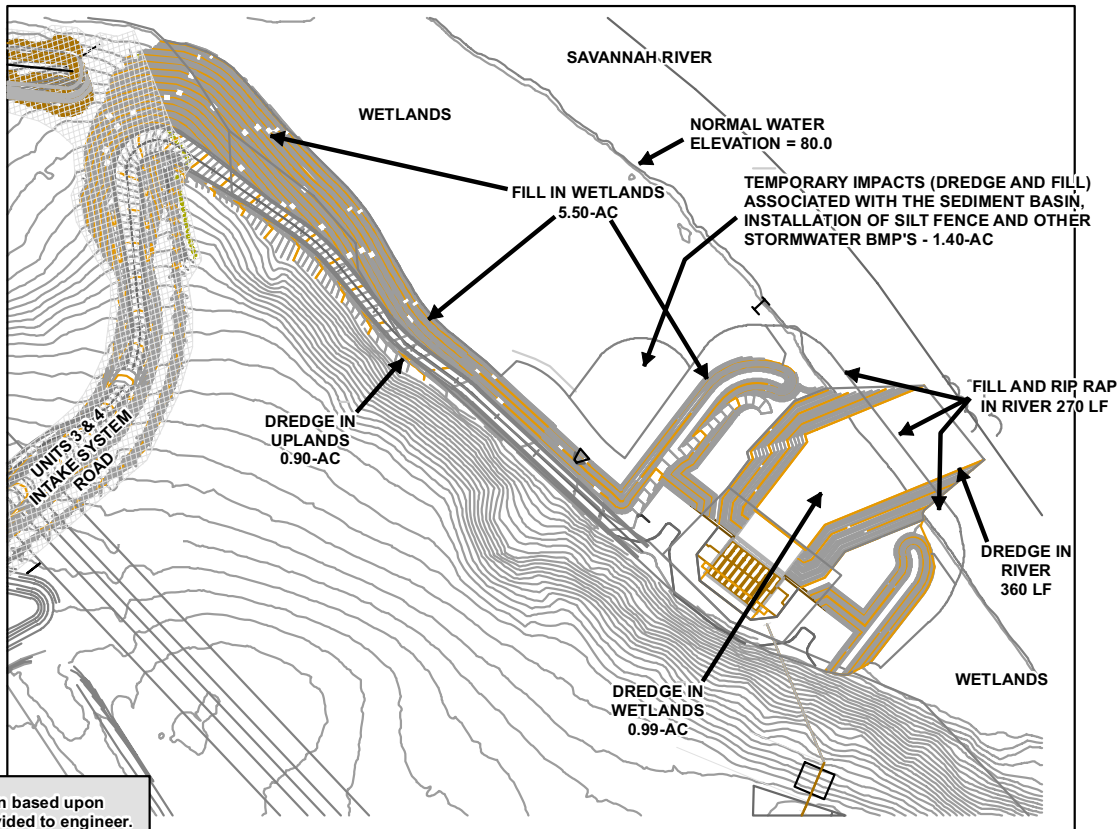 SAVANNAH RIVER
WETLANDS
NORMAL WATER
ELEVATION = 80.0
FILL IN WETLANDS
5.50-AC
TEMPORARY IMPACTS (DREDGE AND FILL)
ASSOCIATED WITH THE SEDIMENT BASIN,
INSTALLATION OF SILT FENCE AND OTHER
STORMWATER BMP'S - 1.40-AC
FILL AND RIP RAP
IN RIVER 270 LF
DREDGE IN
UPLANDS
0.90-AC
UNITS 3 & 4
INTAKE SYSTEM
ROAD
DREDGE IN
RIVER
360 LF
WETLANDS
DREDGE IN
WETLANDS
0.99-AC
n based upon
vided to engineer.